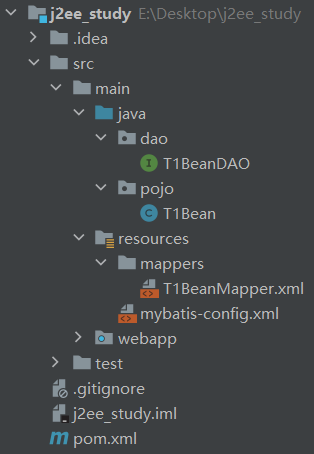 j2ee_study E:\Desktop\j2ee_study
.idea
src
main
java
dao
T1BeanDAO
pojo
T1Bean
resources
mappers
T1BeanMapper.xml
mybatis-config.xml
webapp
test
.gitignore
j2ee_study.iml
pom.xml